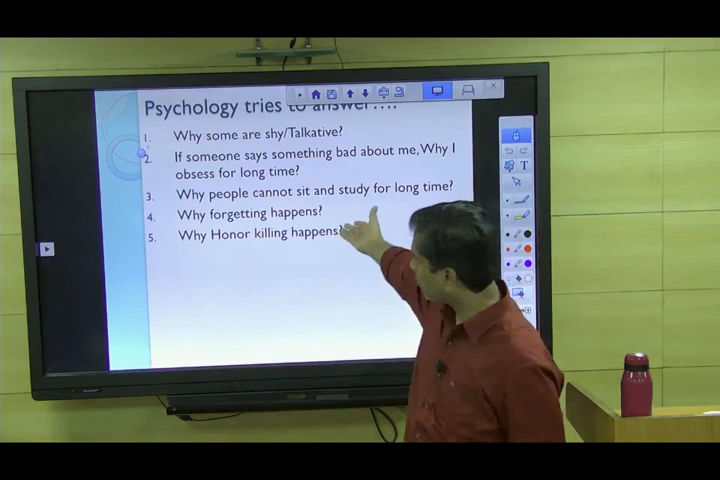 Psychology tries to answer....
1. Why some are shy/Talkative?
2. If someone says something bad about me, Why I
obsess for long time?
3. Why people cannot sit and study for long time?
4. Why forgetting happens?
5. Why Honor killing happens?
T